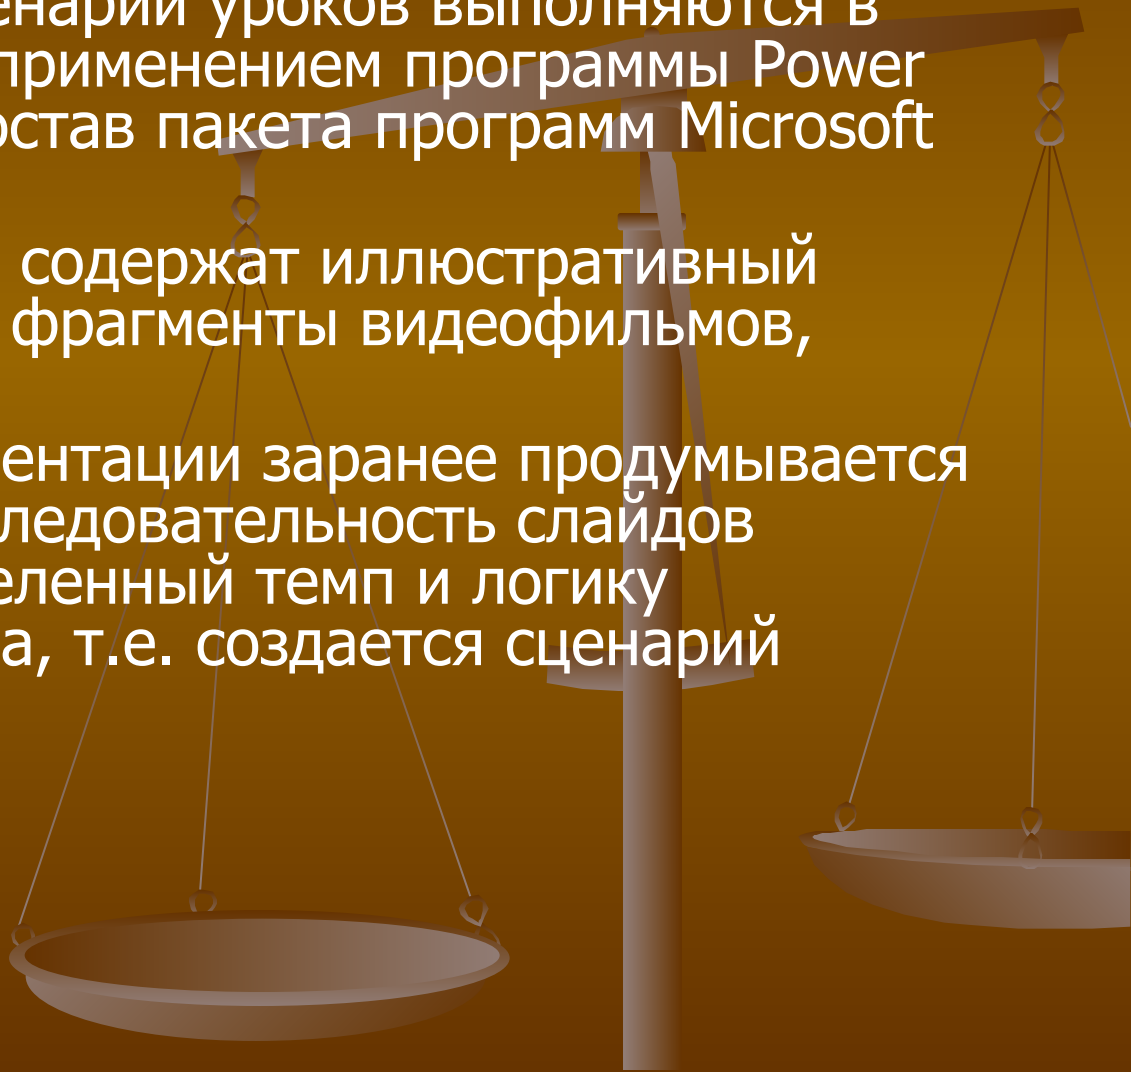 енарии уроков выполняются в
применением программы Power
остав пакета программ Microsoft
содержат иллюстративный
фрагменты видеофильмов,
ентации заранее продумывается
ледовательность слайдов
еленный темп и логику
а, т.е. создается сценарий